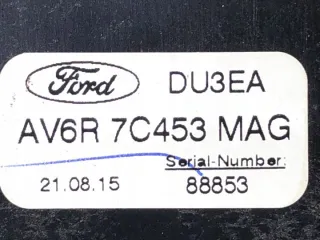 Ford DU3EA
AV6R 7C453 MAG
Serial-Number:
21.08.15 88853